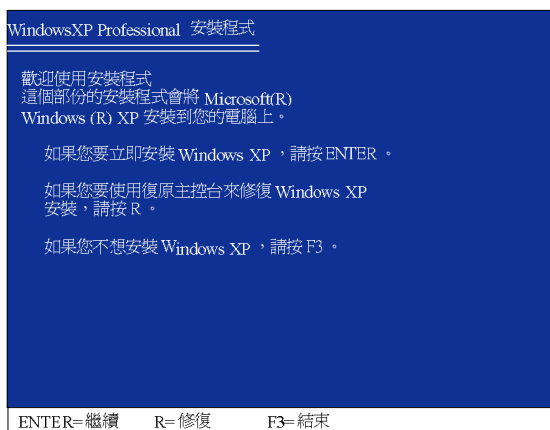 WindowsXP Professional 安裝程式
歡迎使用安裝程式
這個部份的安裝程式會將 Microsoft(R)
Windows (R) XP 安裝到您的電腦上。
如果您要立即安裝 Windows XP ，請按 ENTER 。
如果您要使用復原主控台來修復 Windows XP
安裝，請按 R 。
如果您不想安裝 Windows XP ，請按 F3 。
ENTER=繼續 R=修復 F3=結束